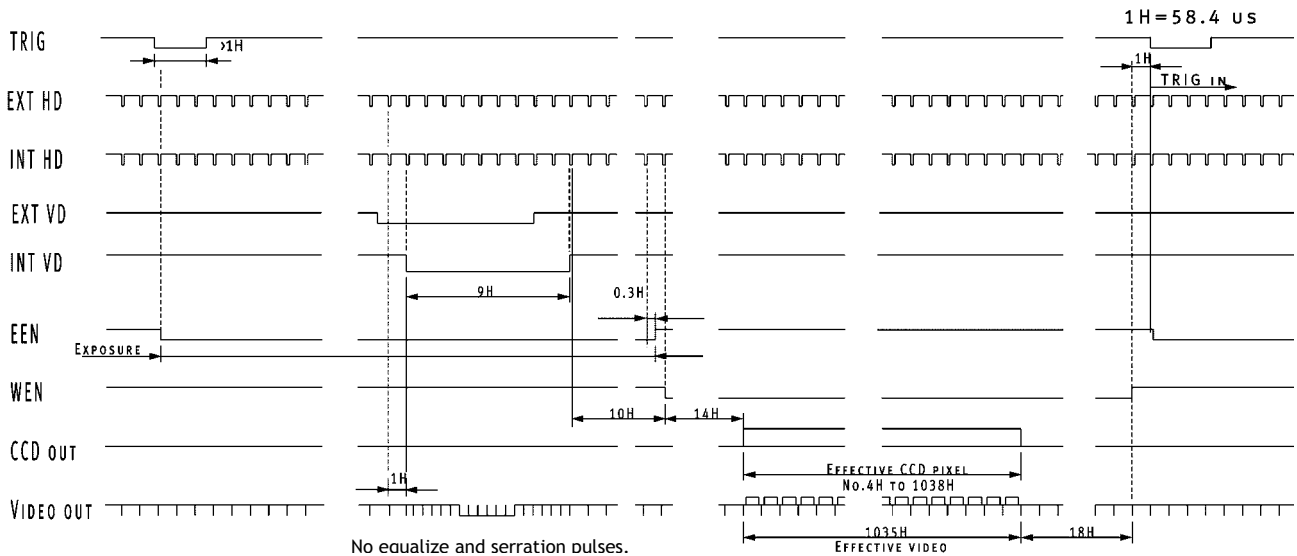 1H=58.4 us
TRIG
>1H
1H
TRIG IN
EXT HD
INT HD
EXT VD
INT VD
9H
0.3H
EEN
EXPOSURE
WEN
10H
14H
CCD OUT
EFFECTIVE CCD PIXEL
No.4H TO 1038H
1H
VIDEO OUT
1035H
18H
EFFECTIVE VIDEO
No equalize and serration pulses.